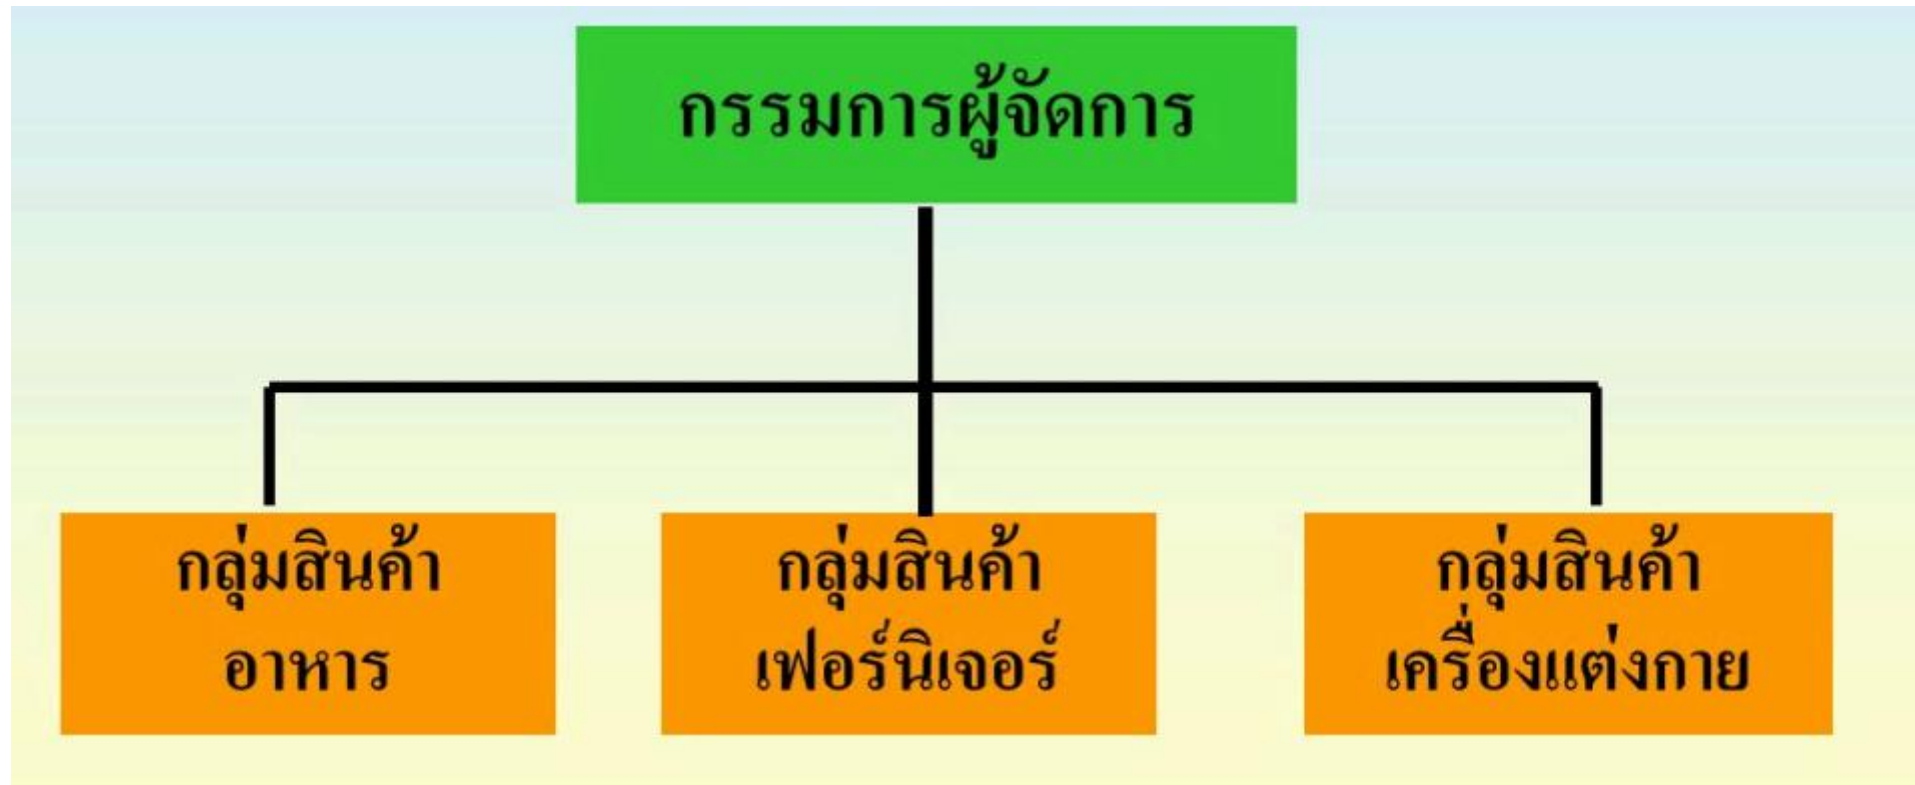 กรรมการผู้จัดการ
กลุ่มสินค้า
อาหาร
กลุ่มสินค้า
เฟอร์นิเจอร์
กลุ่มสินค้า
เครื่องแต่งกาย